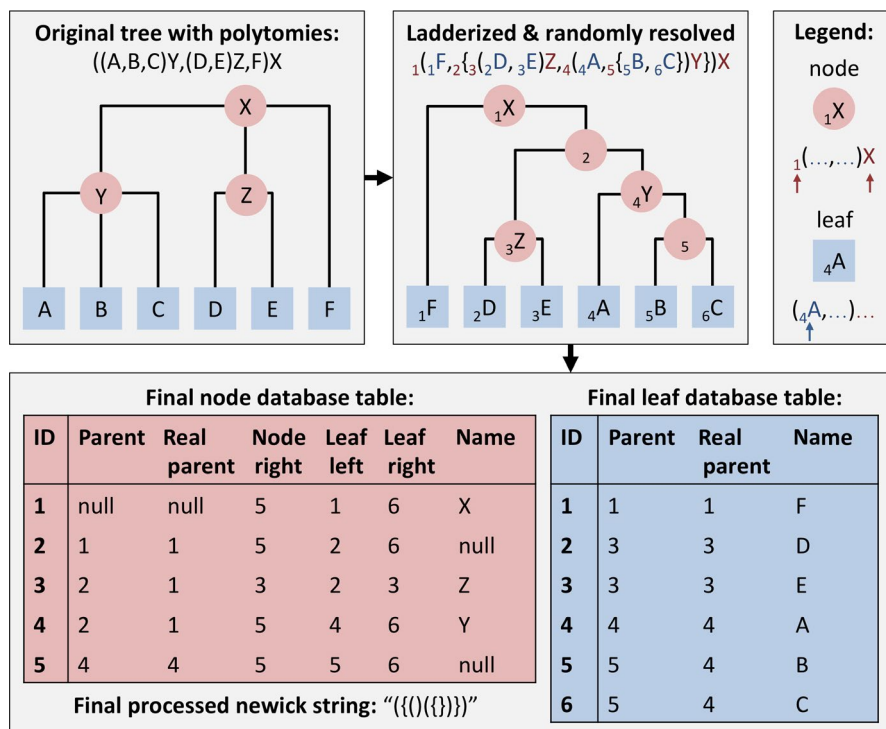 Original tree with polytomies:
((A,B,C)Y,(D,E)Z,F)X
X
Y
Z
A
B
C
D
E
F
Ladderized & randomly resolved
₁(₁F,₂{₃(₂D, ₃E)Z,₄(₄A,₅{₅B, ₆C})Y})X
₁X
₂
₄Y
₃Z
₅
₁F
₂D
₃E
₄A
₅B
₆C
Legend:
node
₁X
₁(...,...)X
leaf
₄A
(₄A,...)...
Final node database table:
ID Parent Real parent Node right Leaf left Leaf right Name
1 null null 5 1 6 X
2 1 1 5 2 6 null
3 2 1 3 2 3 Z
4 2 1 5 4 6 Y
5 4 4 5 5 6 null
Final processed newick string: “({()({})})”
Final leaf database table:
ID Parent Real parent Name
1 1 1 F
2 3 3 D
3 3 3 E
4 4 4 A
5 5 4 B
6 5 4 C